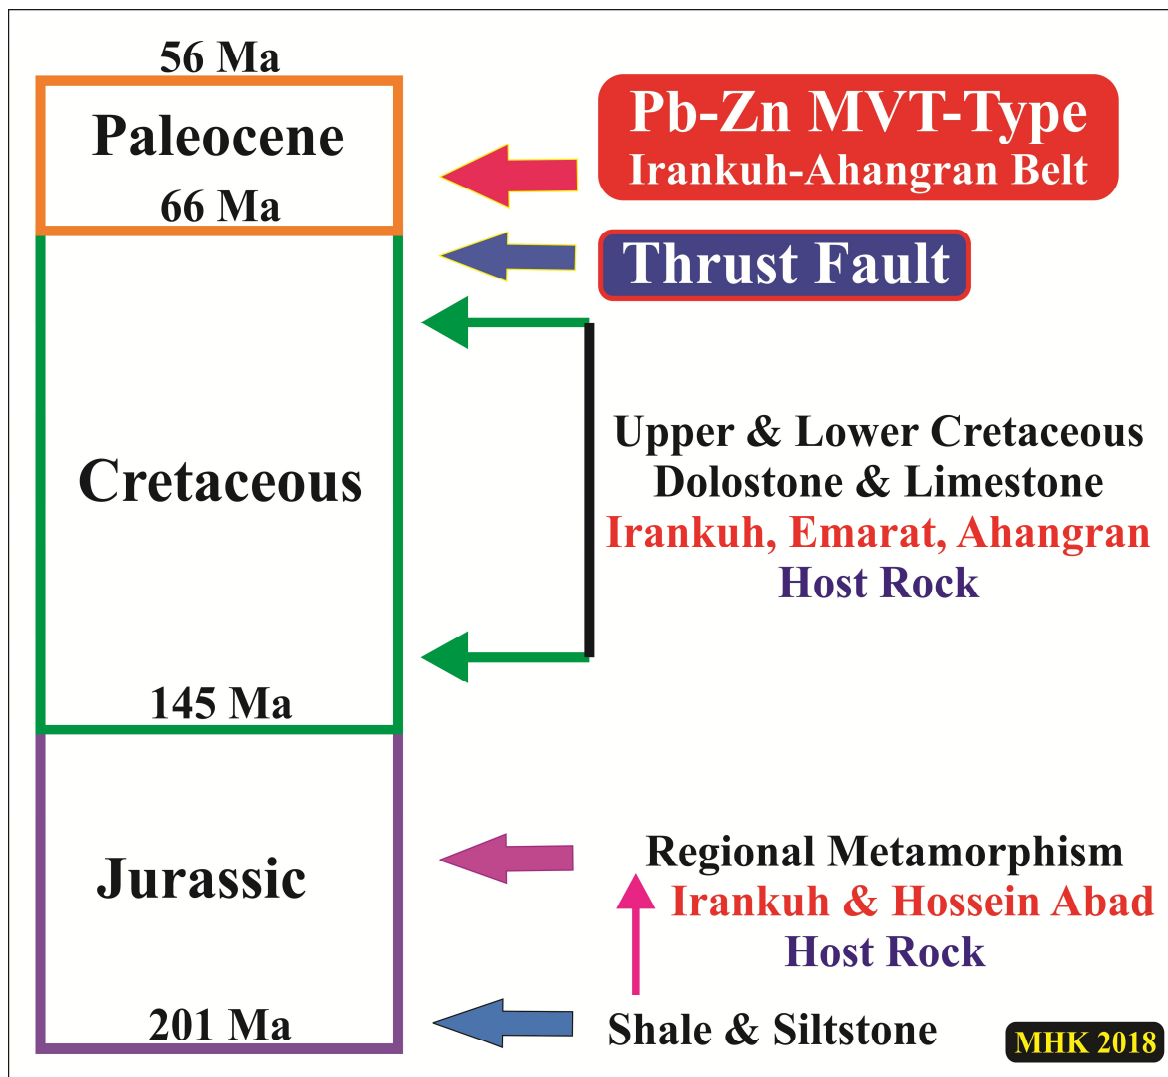 56 Ma
Paleocene
66 Ma
Pb-Zn MVT-Type
Irankuh-Ahangran Belt
Thrust Fault
Cretaceous
Upper & Lower Cretaceous
Dolostone & Limestone
Irankuh, Emarat, Ahangran
Host Rock
145 Ma
Jurassic
Regional Metamorphism
Irankuh & Hossein Abad
Host Rock
201 Ma
Shale & Siltstone
MHK 2018